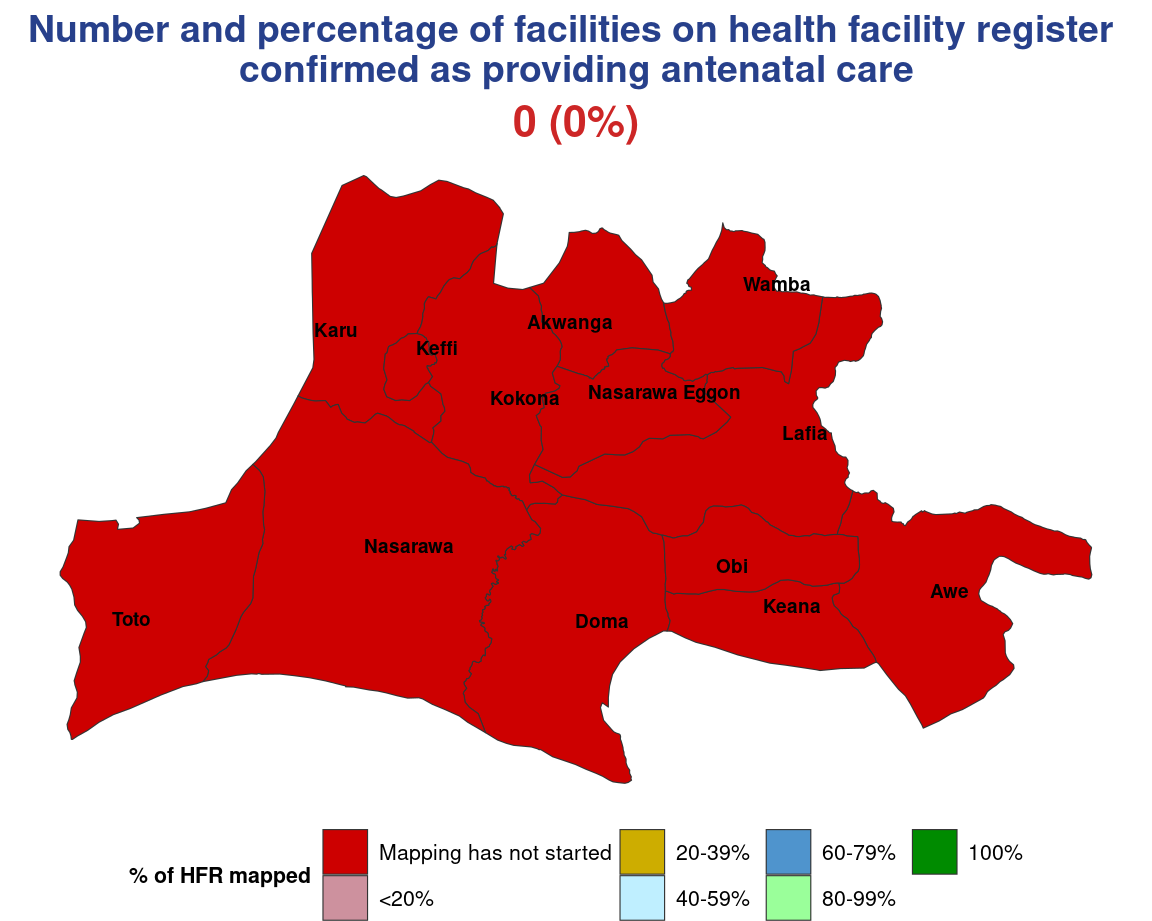 Number and percentage of facilities on health facility register
confirmed as providing antenatal care
0 (0%)
Wamba
Akwanga
Karu
Keffi
Nasarawa Eggon
Kokona
Lafia
Nasarawa
Obi
Awe
Keana
Toto
Doma
% of HFR mapped
Mapping has not started
<20%
20-39%
40-59%
60-79%
80-99%
100%